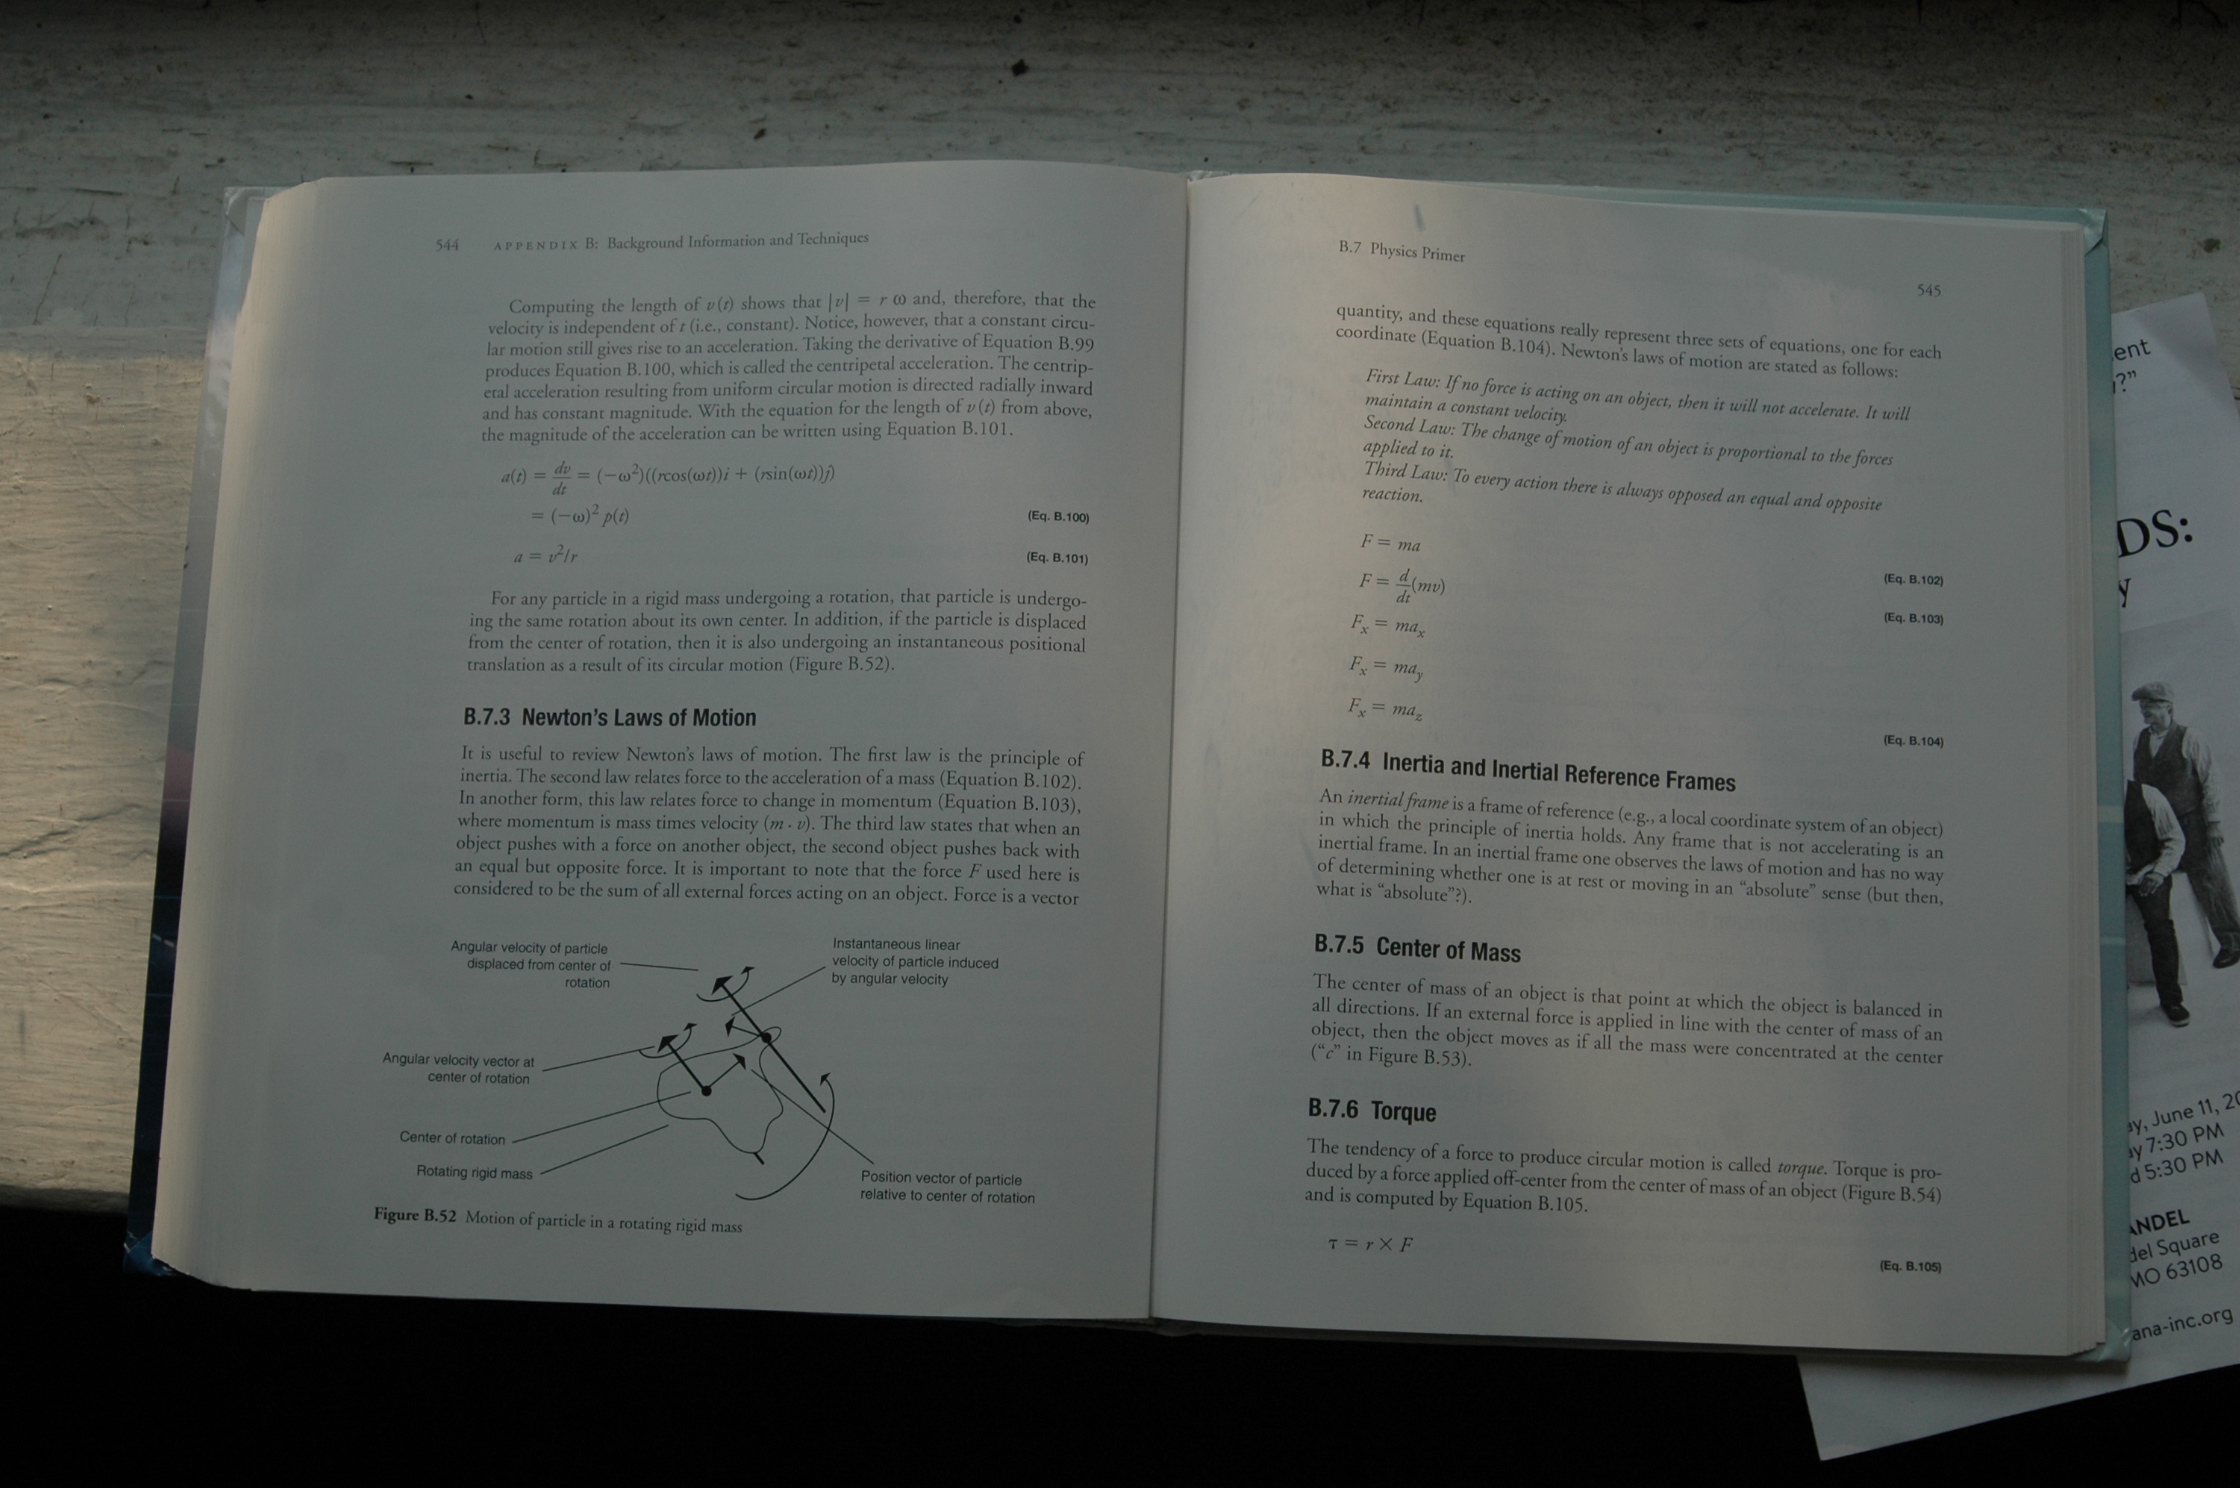 544 APPENDIX B: Background Information and Techniques
Computing the length of v(t) shows that |v| = r ω and, therefore, that the
velocity is independent of t (i.e., constant). Notice, however, that a constant circu-
lar motion still gives rise to an acceleration. Taking the derivative of Equation B.99
produces Equation B.100, which is called the centripetal acceleration. The centrip-
etal acceleration resulting from uniform circular motion is directed radially inward
and has constant magnitude. With the equation for the length of v(t) from above,
the magnitude of the acceleration can be written using Equation B.101.
a(t) = dv/dt = (−ω²)((rcos(ωt))i + (rsin(ωt))j)
= (−ω)² p(t) (Eq. B.100)
a = v²/r (Eq. B.101)
For any particle in a rigid mass undergoing a rotation, that particle is undergo-
ing the same rotation about its own center. In addition, if the particle is displaced
from the center of rotation, then it is also undergoing an instantaneous positional
translation as a result of its circular motion (Figure B.52).
B.7.3 Newton's Laws of Motion
It is useful to review Newton's laws of motion. The first law is the principle of
inertia. The second law relates force to the acceleration of a mass (Equation B.102).
In another form, this law relates force to change in momentum (Equation B.103),
where momentum is mass times velocity (m · v). The third law states that when an
object pushes with a force on another object, the second object pushes back with
an equal but opposite force. It is important to note that the force F used here is
considered to be the sum of all external forces acting on an object. Force is a vector
Angular velocity of particle
displaced from center of
rotation
Instantaneous linear
velocity of particle induced
by angular velocity
Angular velocity vector at
center of rotation
Center of rotation
Rotating rigid mass
Position vector of particle
relative to center of rotation
Figure B.52 Motion of particle in a rotating rigid mass
B.7 Physics Primer
545
quantity, and these equations really represent three sets of equations, one for each
coordinate (Equation B.104). Newton's laws of motion are stated as follows:
First Law: If no force is acting on an object, then it will not accelerate. It will
maintain a constant velocity.
Second Law: The change of motion of an object is proportional to the forces
applied to it.
Third Law: To every action there is always opposed an equal and opposite
reaction.
F = ma
(Eq. B.102)
F = d/dt(mv)
(Eq. B.103)
Fₓ = maₓ
Fₓ = may
Fₓ = maz
(Eq. B.104)
B.7.4 Inertia and Inertial Reference Frames
An inertial frame is a frame of reference (e.g., a local coordinate system of an object)
in which the principle of inertia holds. Any frame that is not accelerating is an
inertial frame. In an inertial frame one observes the laws of motion and has no way
of determining whether one is at rest or moving in an "absolute" sense (but then,
what is "absolute"?).
B.7.5 Center of Mass
The center of mass of an object is that point at which the object is balanced in
all directions. If an external force is applied in line with the center of mass of an
object, then the object moves as if all the mass were concentrated at the center
("c" in Figure B.53).
B.7.6 Torque
The tendency of a force to produce circular motion is called torque. Torque is pro-
duced by a force applied off-center from the center of mass of an object (Figure B.54)
and is computed by Equation B.105.
τ = r × F
(Eq. B.105)
ent
?"
DS:
y
y, June 11, 20
y 7:30 PM
d 5:30 PM
ANDEL
del Square
MO 63108
ana-inc.org